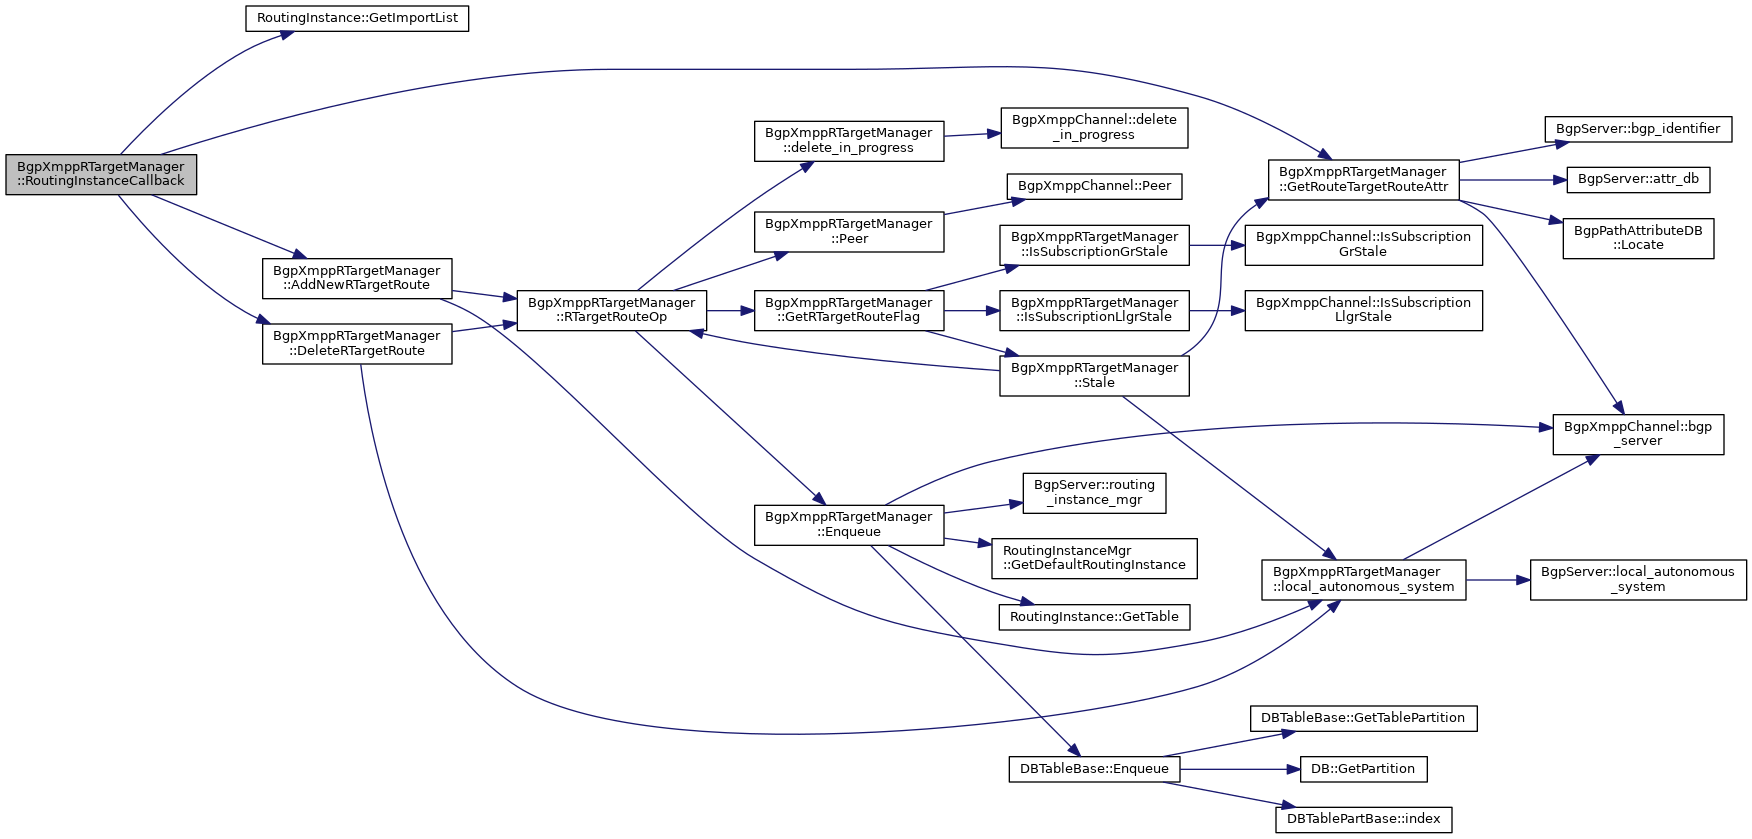 RoutingInstance::GetImportList
BgpXmppRTargetManager
::RoutingInstanceCallback
BgpXmppRTargetManager
::AddNewRTargetRoute
BgpXmppRTargetManager
::DeleteRTargetRoute
BgpXmppRTargetManager
::RTargetRouteOp
BgpXmppRTargetManager
::delete_in_progress
BgpXmppRTargetManager
::Peer
BgpXmppRTargetManager
::GetRTargetRouteFlag
BgpXmppRTargetManager
::Enqueue
BgpXmppChannel::delete
_in_progress
BgpXmppChannel::Peer
BgpXmppRTargetManager
::IsSubscriptionGrStale
BgpXmppRTargetManager
::IsSubscriptionLlgrStale
BgpXmppRTargetManager
::Stale
BgpServer::routing
_instance_mgr
RoutingInstanceMgr
::GetDefaultRoutingInstance
RoutingInstance::GetTable
DBTableBase::Enqueue
BgpXmppRTargetManager
::GetRouteTargetRouteAttr
BgpXmppChannel::IsSubscription
GrStale
BgpXmppChannel::IsSubscription
LlgrStale
BgpXmppRTargetManager
::local_autonomous_system
DBTableBase::GetTablePartition
DB::GetPartition
DBTablePartBase::index
BgpServer::bgp_identifier
BgpServer::attr_db
BgpPathAttributeDB
::Locate
BgpXmppChannel::bgp
_server
BgpServer::local_autonomous
_system